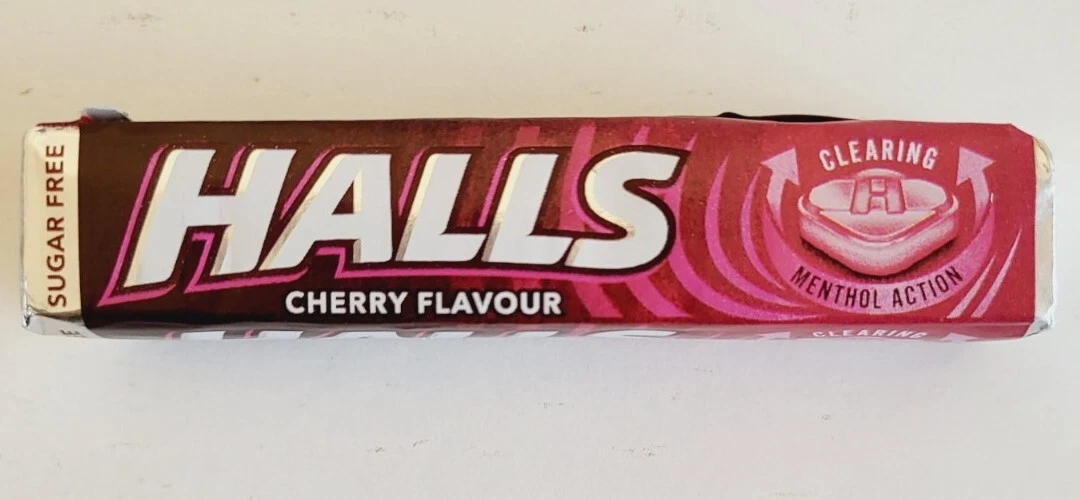 SUGAR FREE
HALLS
CHERRY FLAVOUR
CLEARING
H
MENTHOL ACTION
CLEARING